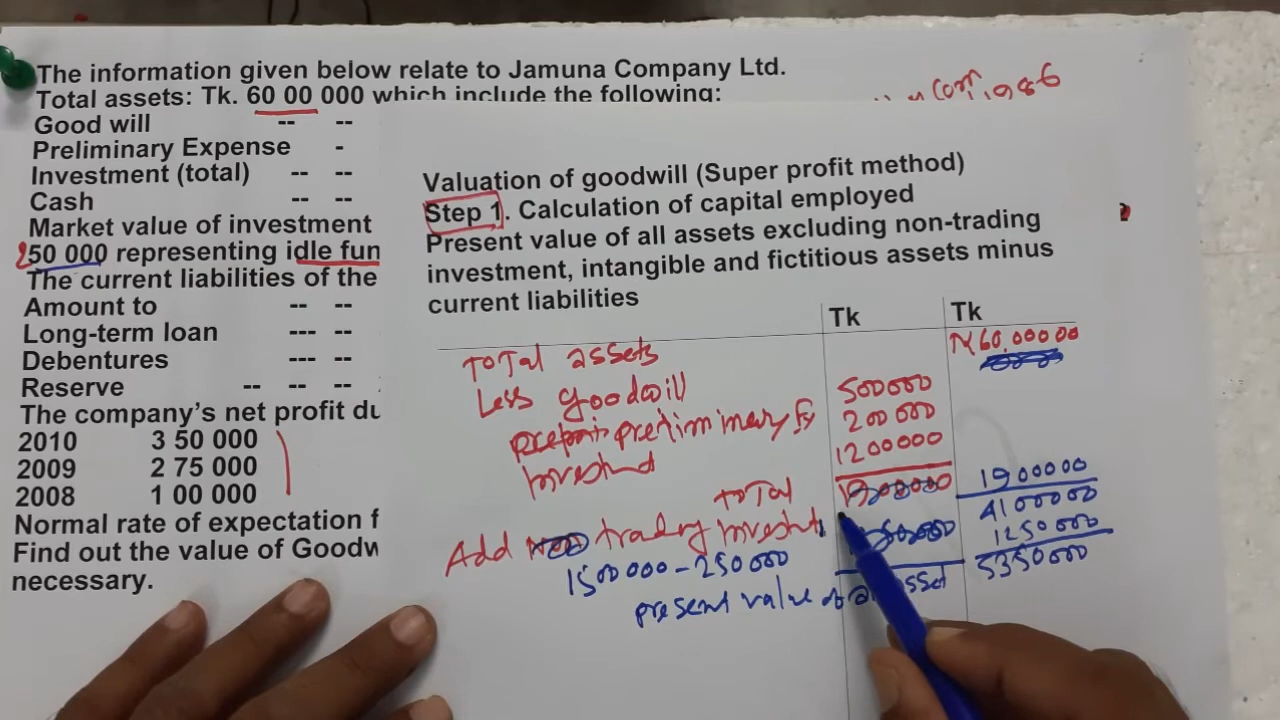 The information given below relate to Jamuna Company Ltd.
Total assets: Tk. 60 00 000 which include the following:
Good will -- --
Preliminary Expense -
Investment (total) -- --
Cash -- --
Market value of investment
250 000 representing idle fun
The current liabilities of the
Amount to -- --
Long-term loan --- --
Debentures --- --
Reserve -- -- --
The company's net profit du
2010 3 50 000
2009 2 75 000
2008 1 00 000
Normal rate of expectation f
Find out the value of Goodw
necessary.
Valuation of goodwill (Super profit method)
Step 1. Calculation of capital employed
Present value of all assets excluding non-trading
investment, intangible and fictitious assets minus
current liabilities
Tk Tk
Total assets 60,000 00
Less goodwill 500000
preliminary 200000
1200000
total 1900000 1900000
4100000
Add trading 1250000
1500000-250000 5350000
present value asset